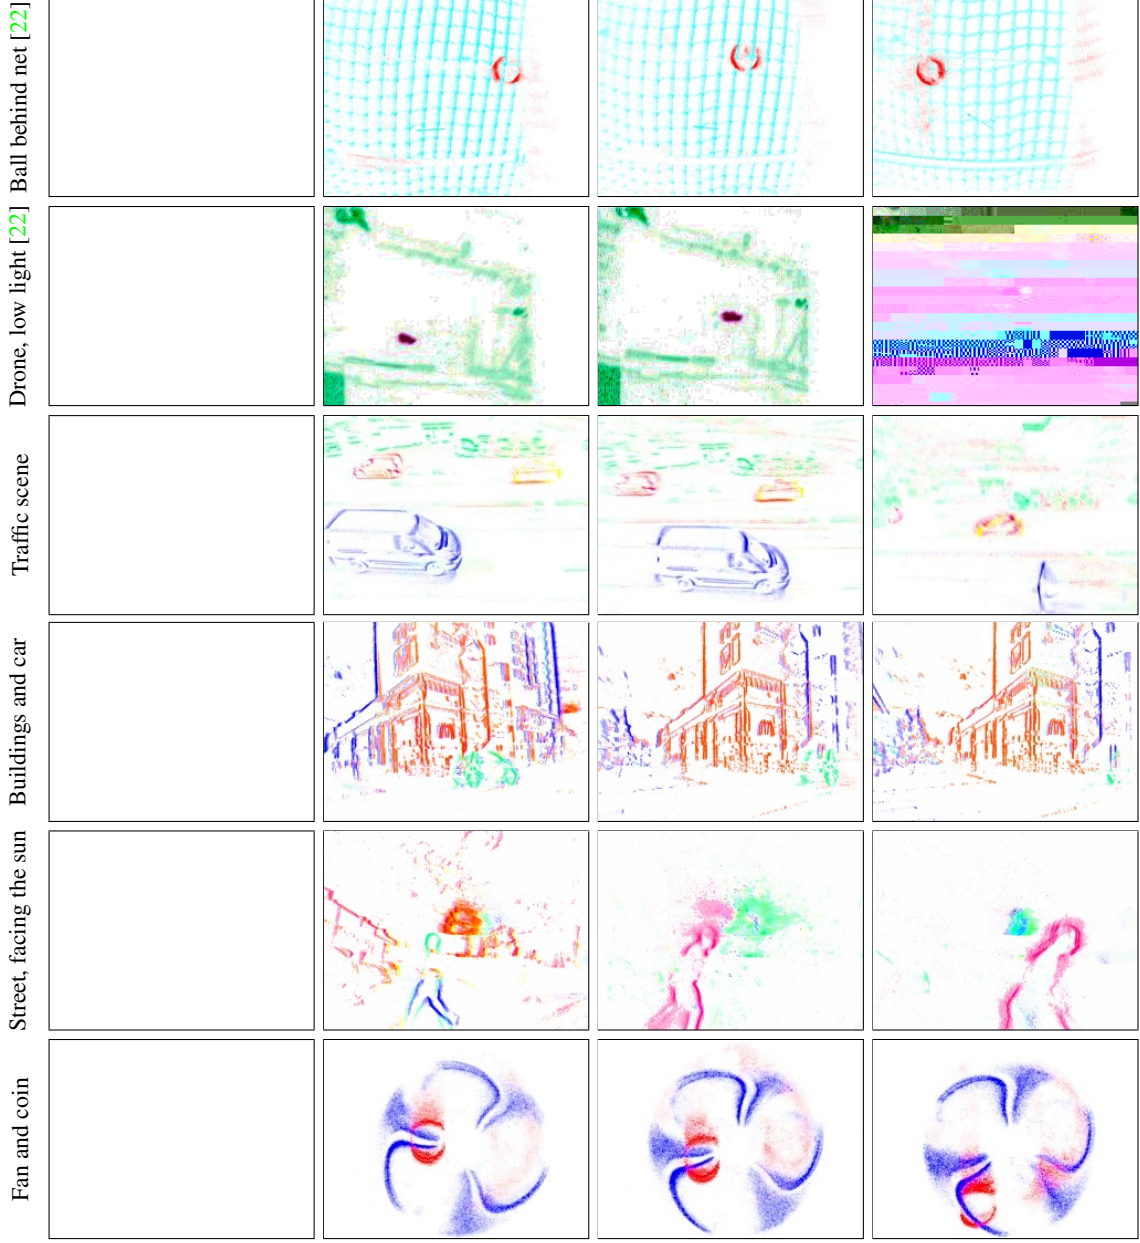 Ball behind net [22]
Drone, low light [22]
Traffic scene
Buildings and car
Street, facing the sun
Fan and coin